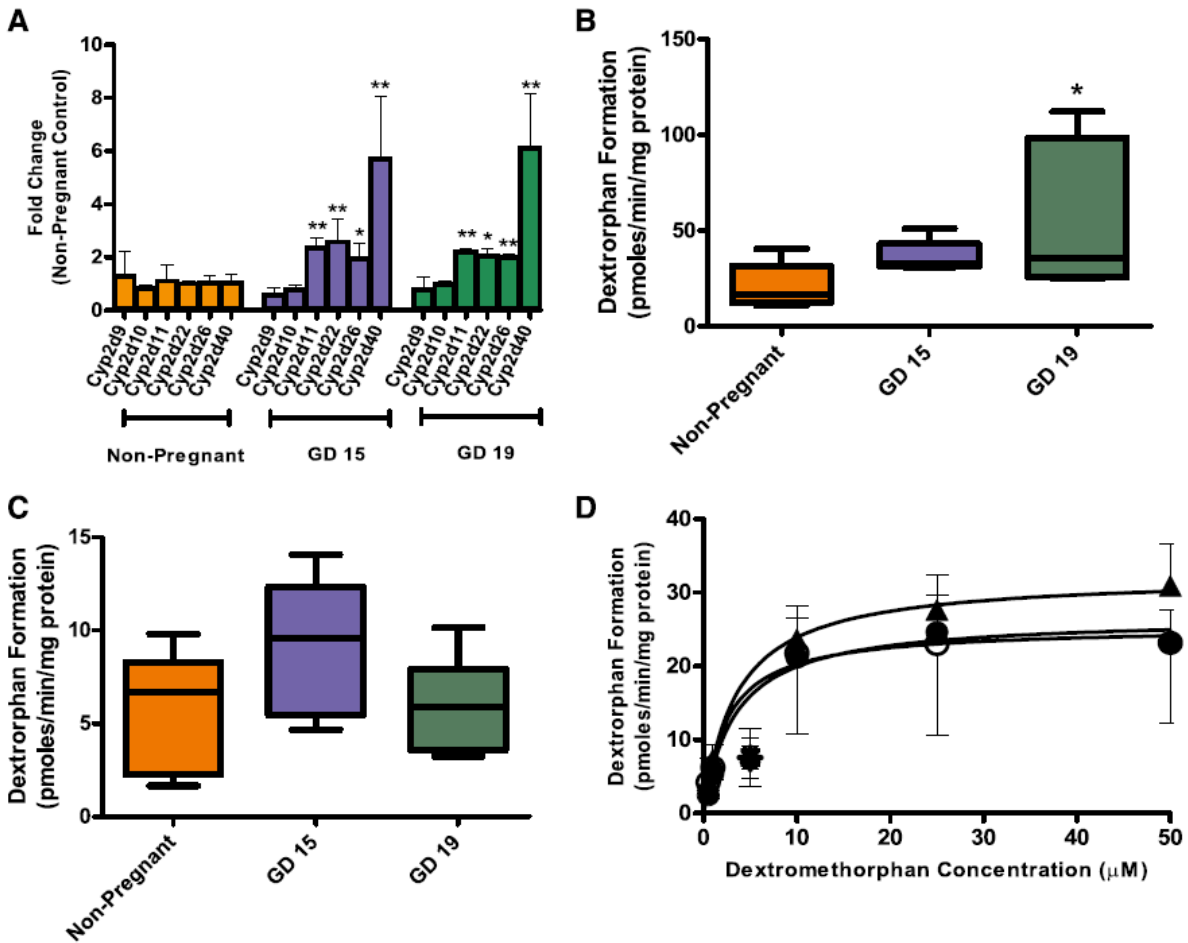 A
10
8
6
4
2
0
Fold Change
(Non-Pregnant Control)
**
**
*
**
**
*
**
**
Cyp2d9
Cyp2d10
Cyp2d11
Cyp2d22
Cyp2d26
Cyp2d40
Cyp2d9
Cyp2d10
Cyp2d11
Cyp2d22
Cyp2d26
Cyp2d40
Cyp2d9
Cyp2d10
Cyp2d11
Cyp2d22
Cyp2d26
Cyp2d40
Non-Pregnant
GD 15
GD 19
B
150
100
50
0
Dextrorphan Formation
(pmoles/min/mg protein)
*
Non-Pregnant
GD 15
GD 19
C
15
10
5
0
Dextrorphan Formation
(pmoles/min/mg protein)
Non-Pregnant
GD 15
GD 19
D
40
30
20
10
0
Dextrorphan Formation
(pmoles/min/mg protein)
0 10 20 30 40 50
Dextromethorphan Concentration (μM)